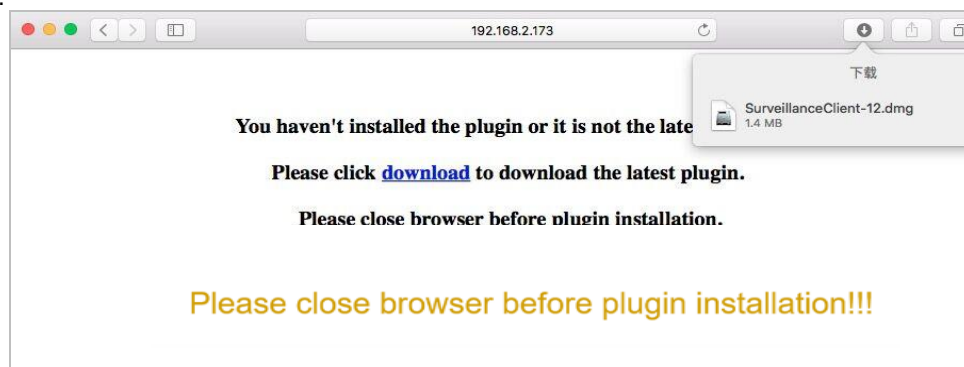 192.168.2.173
下载
SurveillanceClient-12.dmg
1.4 MB
You haven't installed the plugin or it is not the late
Please click download to download the latest plugin.
Please close browser before plugin installation.
Please close browser before plugin installation!!!